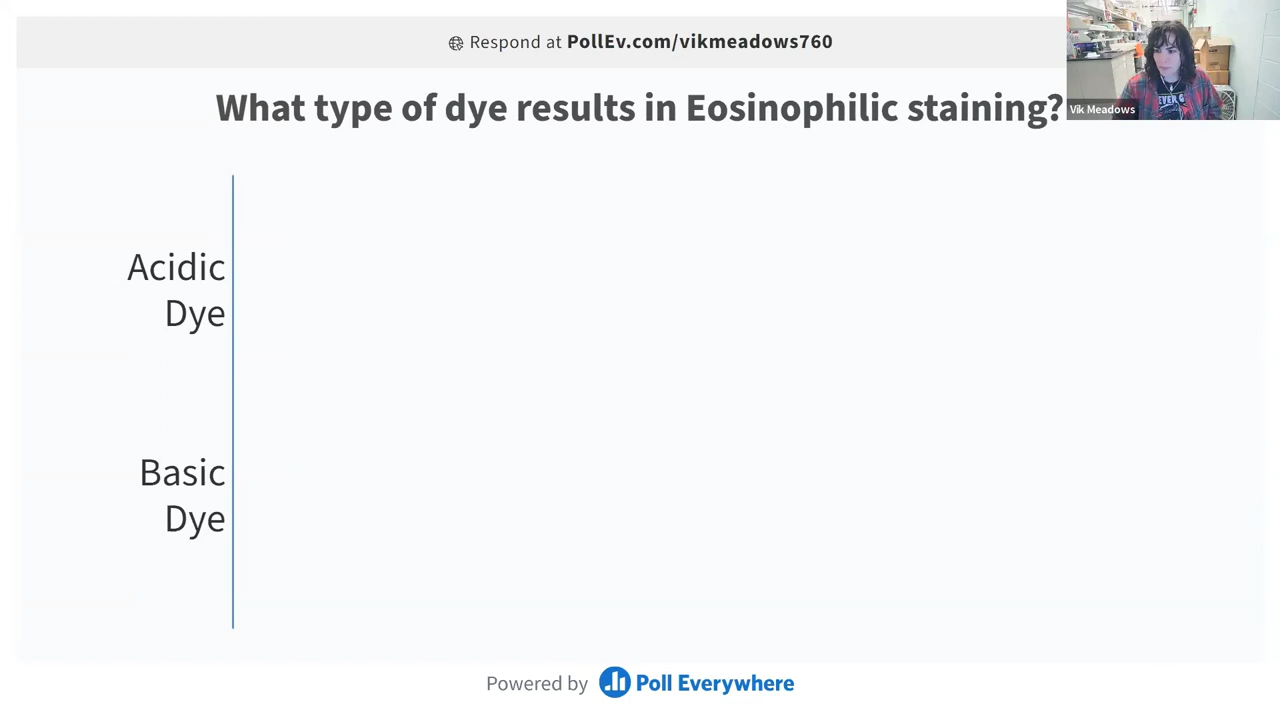 Respond at PollEv.com/vikmeadows760
What type of dye results in Eosinophilic staining?
Vik Meadows
Acidic
Dye
Basic
Dye
Powered by Poll Everywhere